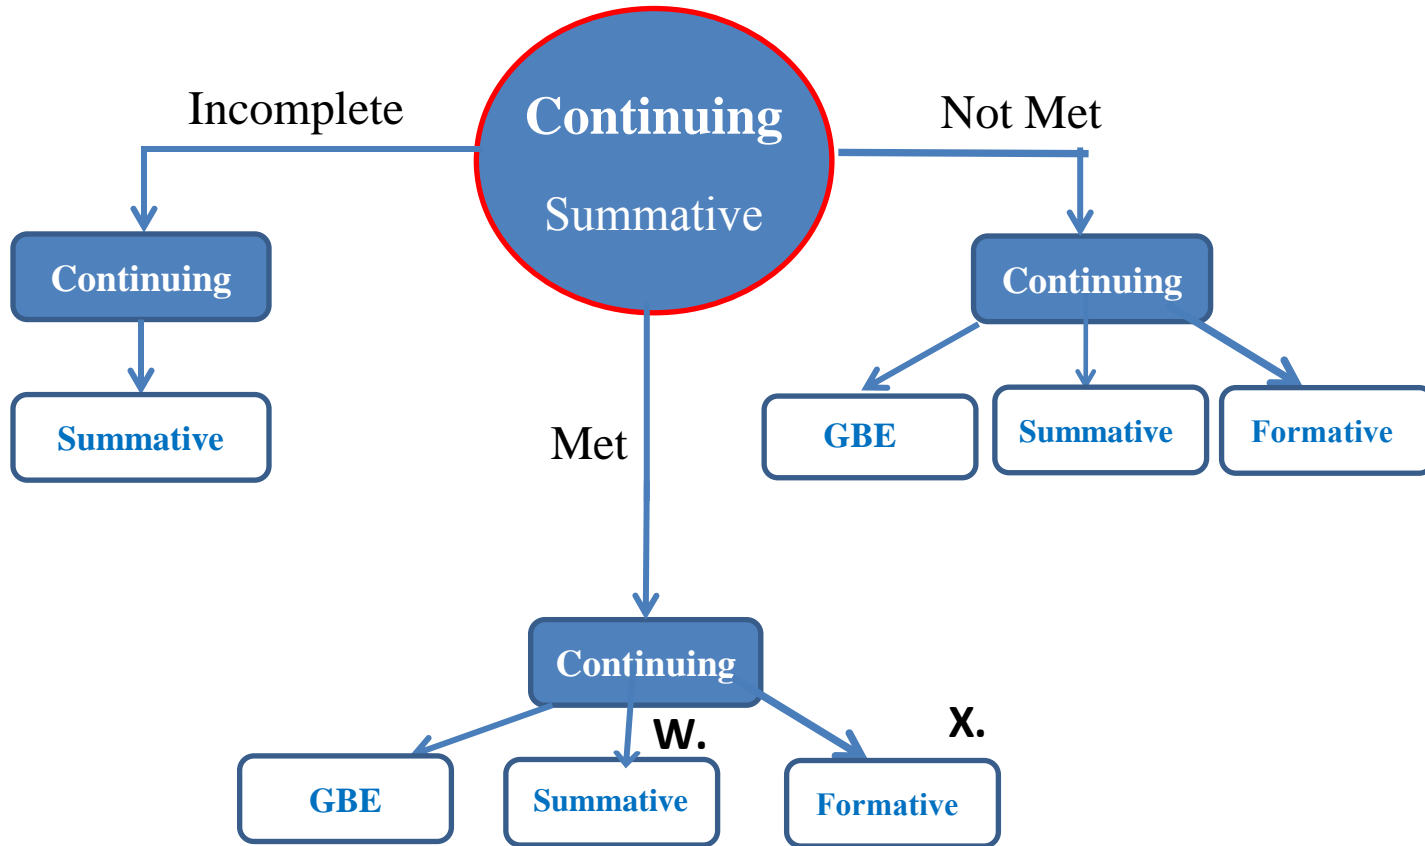 Incomplete
Continuing
Summative
Not Met
Continuing
Summative
Continuing
GBE
Summative
Formative
Met
Continuing
W.
X.
GBE
Summative
Formative